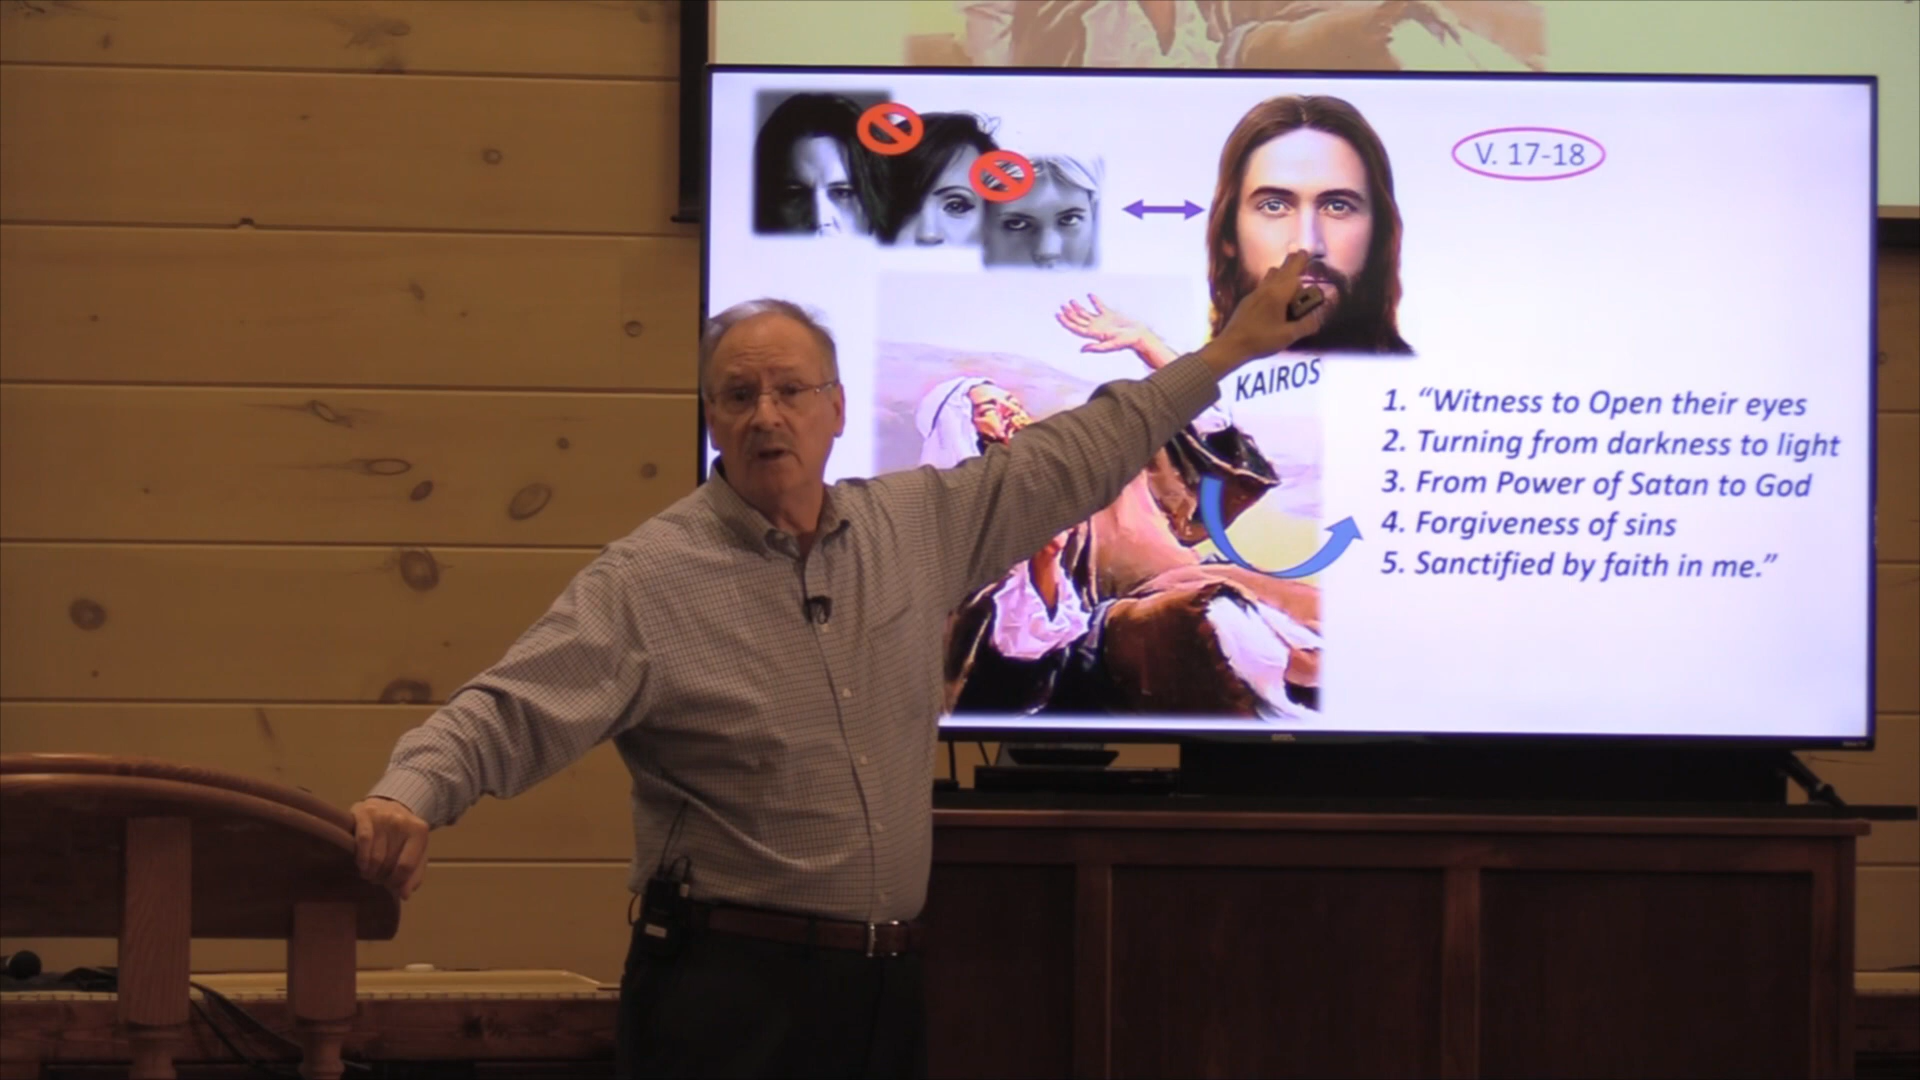 V. 17-18
KAIROS
1. “Witness to Open their eyes
2. Turning from darkness to light
3. From Power of Satan to God
4. Forgiveness of sins
5. Sanctified by faith in me.”